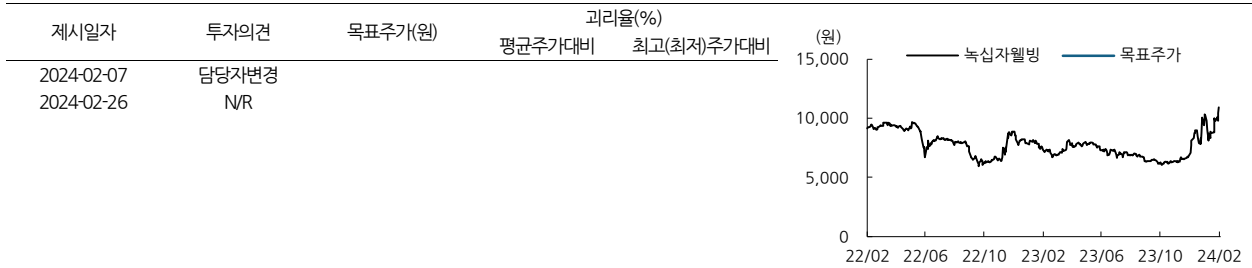 제시일자 투자의견 목표주가(원) 괴리율(%)
평균주가대비 최고(최저)주가대비
2024-02-07 담당자변경
2024-02-26 N/R
(원)
녹십자웰빙 목표주가
15,000
10,000
5,000
0
22/02 22/06 22/10 23/02 23/06 23/10 24/02